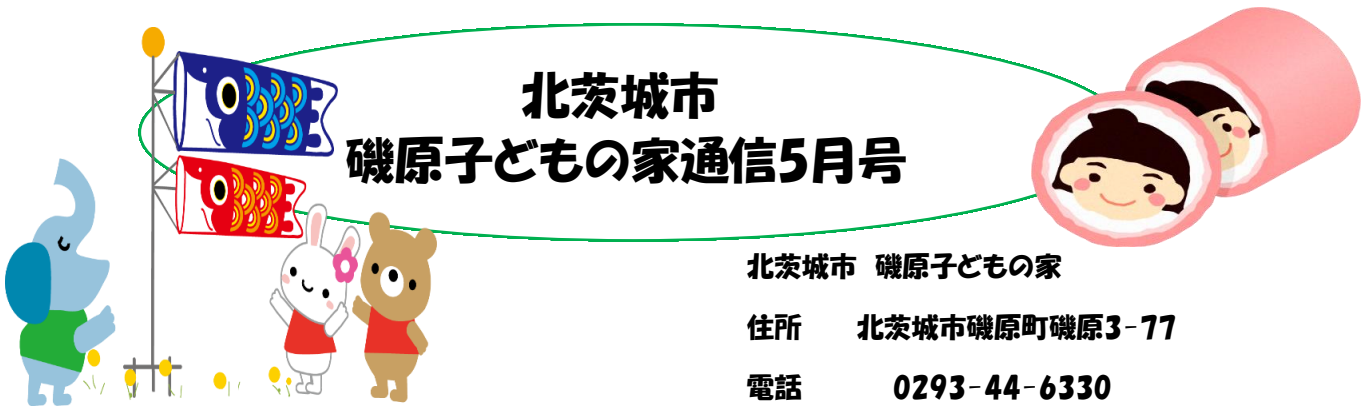 北茨城市
磯原子どもの家通信5月号
北茨城市 磯原子どもの家
住所 北茨城市磯原町磯原3-77
電話 0293-44-6330